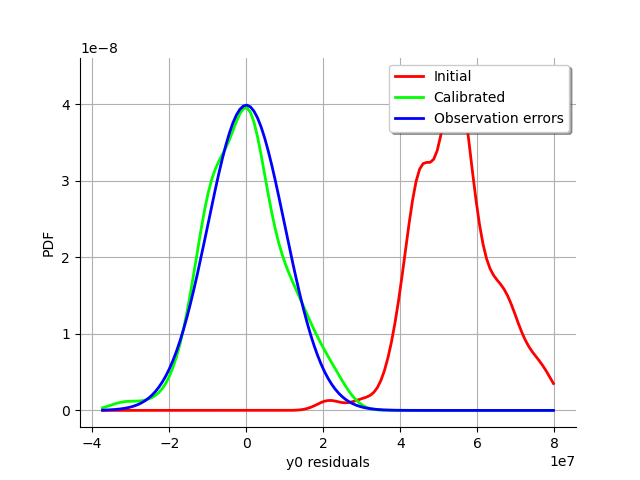 1e−8
Initial
Calibrated
Observation errors
4
3
2
1
0
PDF
−4 −2 0 2 4 6 8
y0 residuals
1e7